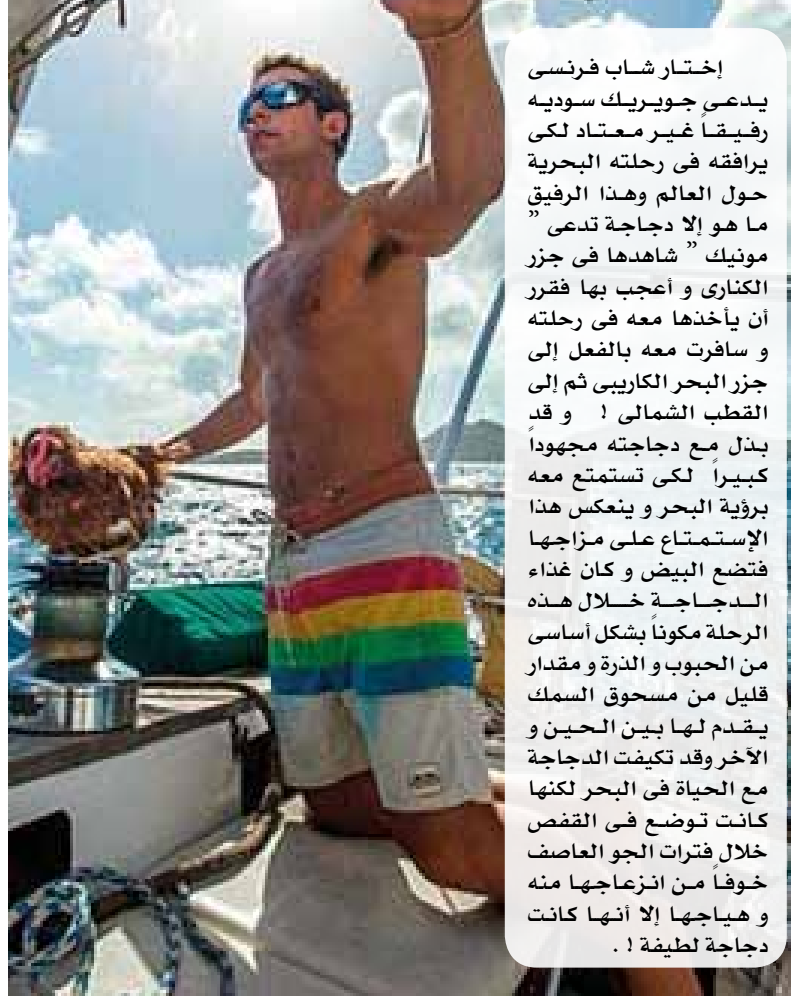 إختار شاب فرنسى
يدعى جويريك سوديه
رفيقاً غير معتاد لكى
يرافقه فى رحلته البحرية
حول العالم وهذا الرفيق
ما هو إلا دجاجة تدعى ”
مونيك ” شاهدها فى جزر
الكنارى و أعجب بها فقرر
أن يأخذها معه فى رحلته
و سافرت معه بالفعل إلى
جزر البحر الكاريبى ثم إلى
القطب الشمالى ! و قد
بذل مع دجاجته مجهوداً
كبيراً لكى تستمتع معه
برؤية البحر و ينعكس هذا
الإستمتاع على مزاجها
فتضع البيض و كان غذاء
الدجاجة خلال هذه
الرحلة مكوناً بشكل أساسى
من الحبوب و الذرة و مقدار
قليل من مسحوق السمك
يقدم لها بين الحين و
الآخر وقد تكيفت الدجاجة
مع الحياة فى البحر لكنها
كانت توضع فى القفص
خلال فترات الجو العاصف
خوفاً من انزعاجها منه
و هياجها إلا أنها كانت
دجاجة لطيفة ! .